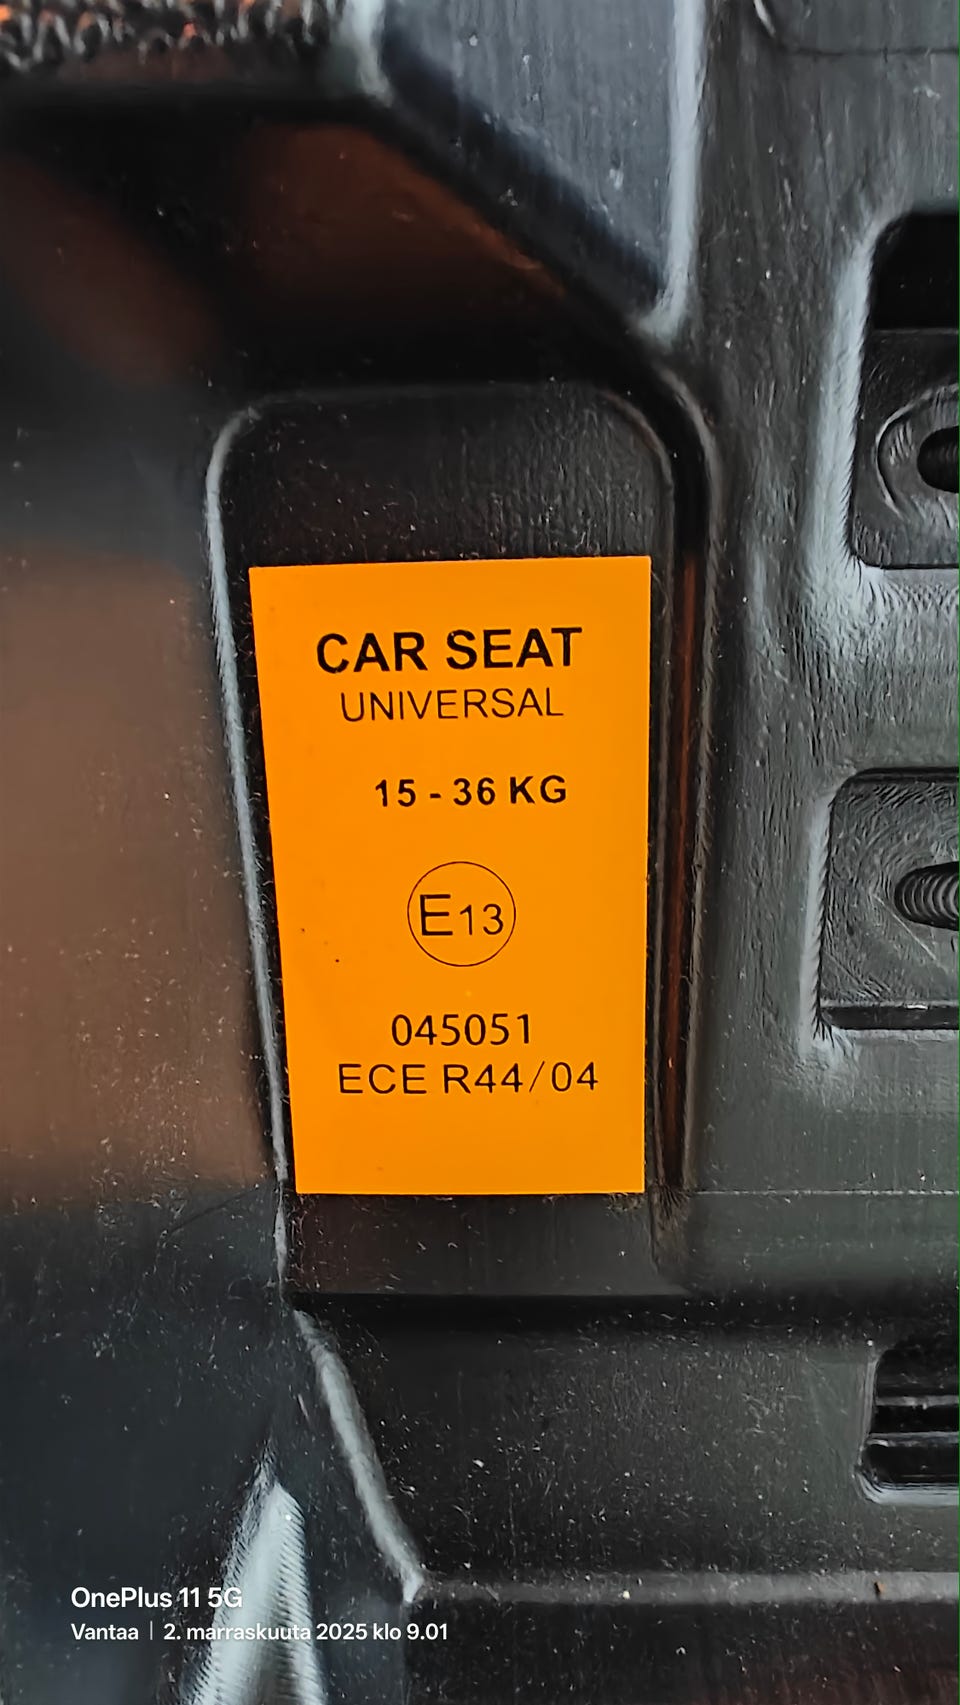 CAR SEAT
UNIVERSAL
15 - 36 KG
E13
045051
ECE R44/04
OnePlus 11 5G
Vantaa | 2. marraskuuta 2025 klo 9.01